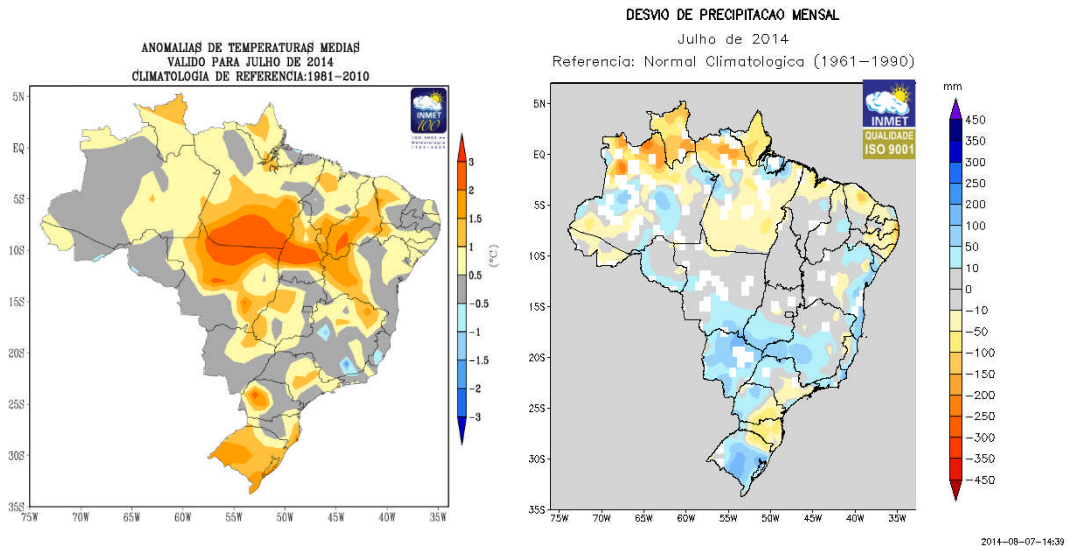 ANOMALIAS DE TEMPERATURAS MEDIAS
VALIDO PARA JULHO DE 2014
CLIMATOLOGIA DE REFERENCIA:1981-2010
INMET
100
5N
EQ
5S
10S
15S
20S
25S
30S
35S
75W
70W
65W
60W
55W
50W
45W
40W
35W
3
2
1.5
1
0.5
-0.5
-1
-1.5
-2
-3
(°C)
DESVIO DE PRECIPITACAO MENSAL
Julho de 2014
Referencia: Normal Climatologica (1961-1990)
INMET
QUALIDADE
ISO 9001
5N
EQ
5S
10S
15S
20S
25S
30S
35S
75W
70W
65W
60W
55W
50W
45W
40W
35W
mm
450
350
300
250
200
100
50
10
0
-10
-50
-100
-150
-200
-250
-300
-350
-450
2014-08-07-14:39